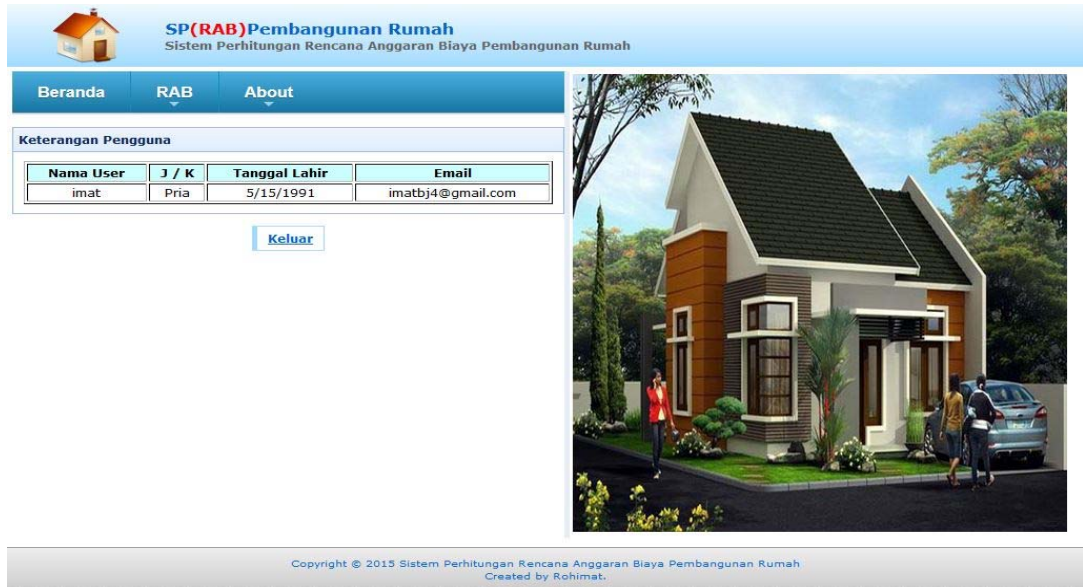 SP(RAB)Pembangunan Rumah
Sistem Perhitungan Rencana Anggaran Biaya Pembangunan Rumah
Beranda RAB About
Keterangan Pengguna
Nama User J / K Tanggal Lahir Email
imat Pria 5/15/1991 imatbj4@gmail.com
Keluar
Copyright © 2015 Sistem Perhitungan Rencana Anggaran Biaya Pembangunan Rumah
Created by Rohimat.